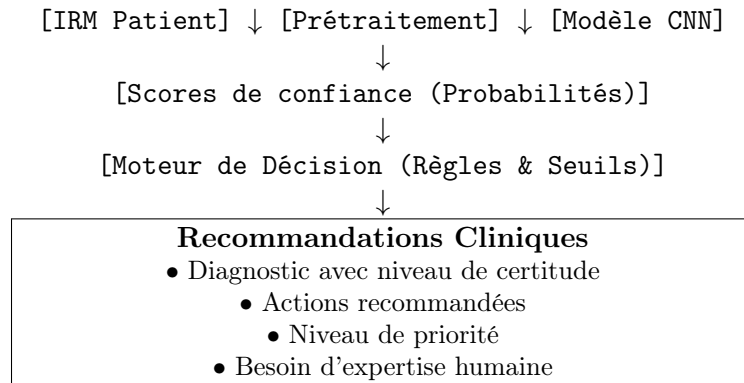 [IRM Patient] ↓ [Prétraitement] ↓ [Modèle CNN]
↓
[Scores de confiance (Probabilités)]
↓
[Moteur de Décision (Règles & Seuils)]
↓
Recommandations Cliniques
• Diagnostic avec niveau de certitude
• Actions recommandées
• Niveau de priorité
• Besoin d'expertise humaine